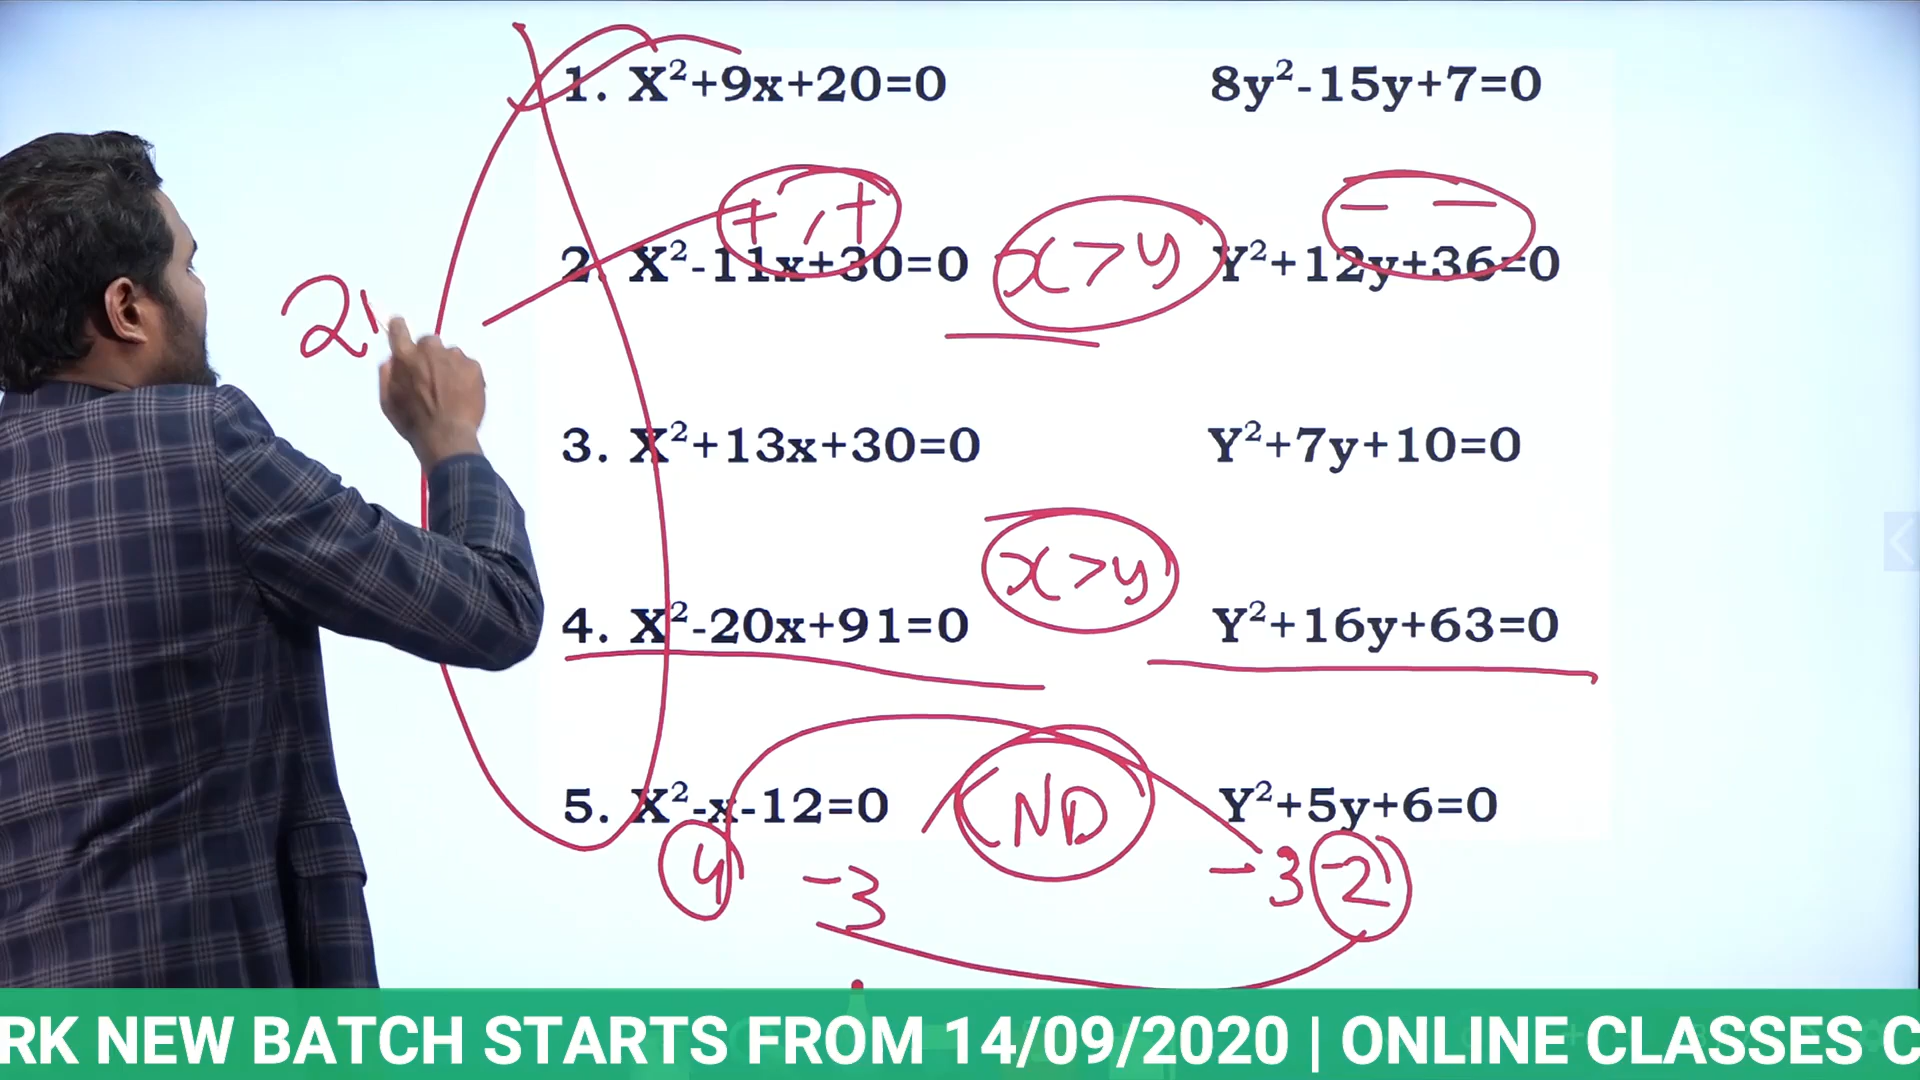 1. X²+9x+20=0 8y²-15y+7=0
+ , + — —
2. X²-11x+30=0 x>y Y²+12y+36=0
2
3. X²+13x+30=0 Y²+7y+10=0
x>y
4. X²-20x+91=0 Y²+16y+63=0
5. X²-x-12=0 ND Y²+5y+6=0
4 -3 -3 -2
RK NEW BATCH STARTS FROM 14/09/2020 | ONLINE CLASSES C